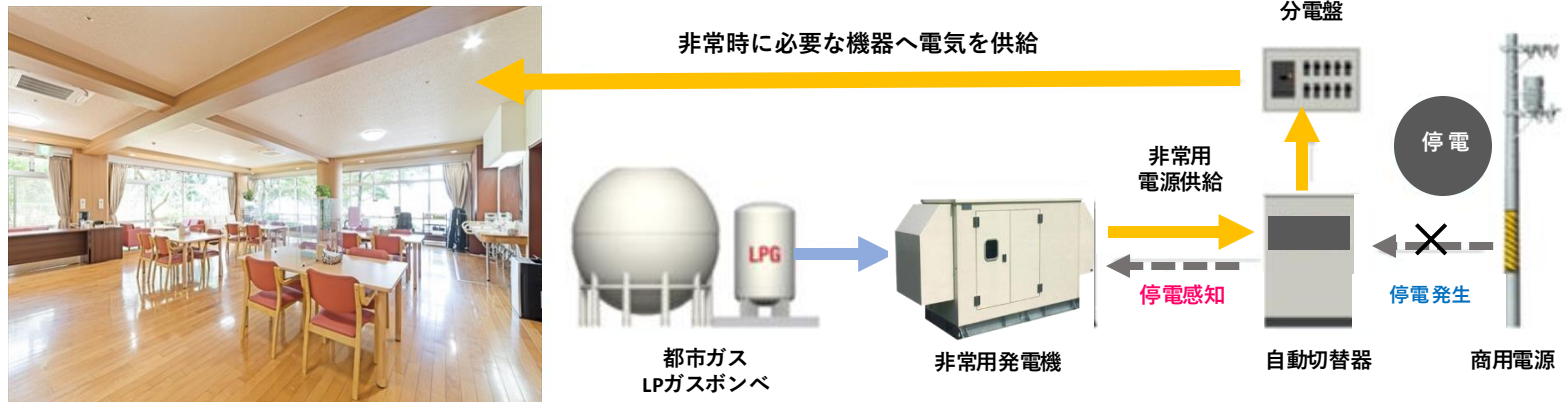 分電盤
非常時に必要な機器へ電気を供給
停電
非常用
電源供給
LPG
停電感知
停電発生
都市ガス
LPガスボンベ
非常用発電機
自動切替器
商用電源